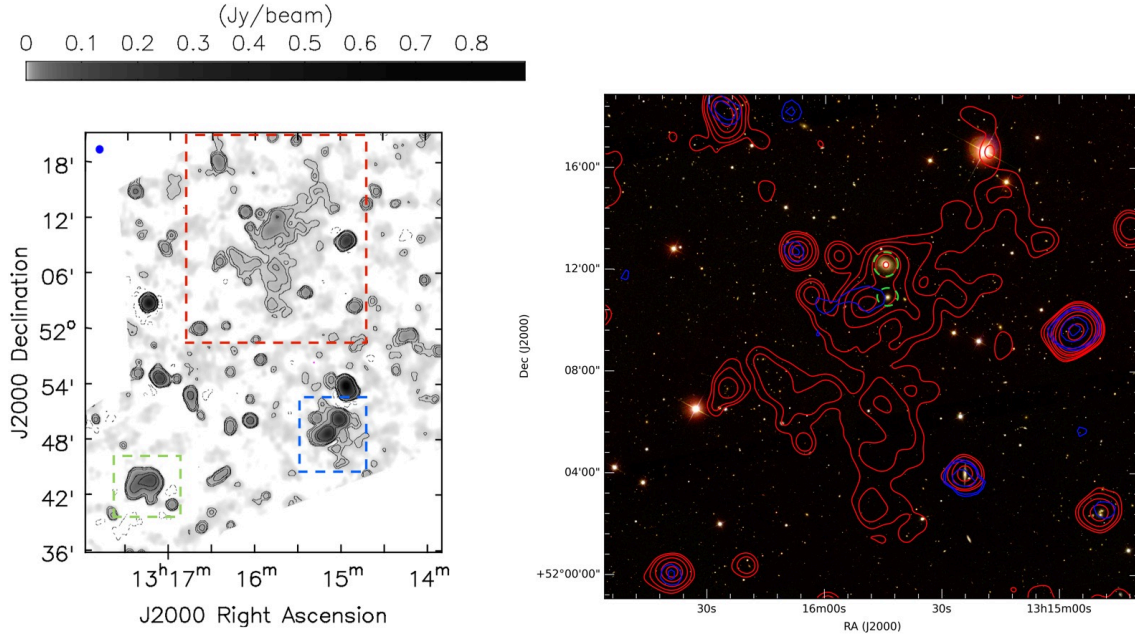 (Jy/beam)
0 0.1 0.2 0.3 0.4 0.5 0.6 0.7 0.8
18'
12'
06'
52°
54'
48'
42'
36'
J2000 Declination
13ʰ17ᵐ 16ᵐ 15ᵐ 14ᵐ
J2000 Right Ascension
16'00"
12'00"
08'00"
04'00"
+52°00'00"
Dec (J2000)
30s 16m00s 30s 13h15m00s
RA (J2000)